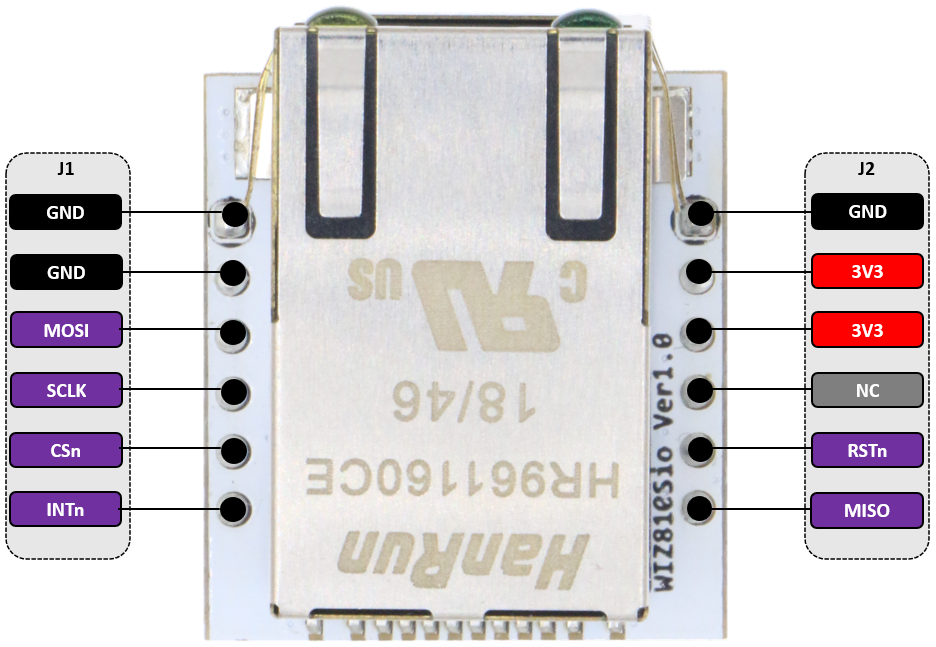 J1
GND
GND
MOSI
SCLK
CSn
INTn
J2
GND
3V3
3V3
NC
RSTn
MISO
C US
18/46
HR961160CE
HanRun
WIZ810Sio Ver1.0